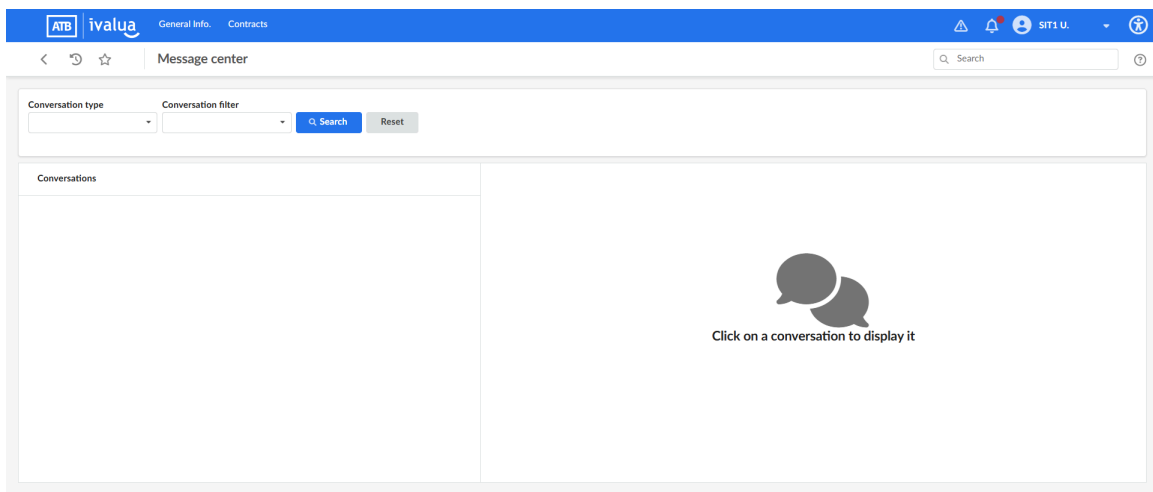 ATB ivalua General Info. Contracts SIT1 U.
Message center Search
Conversation type Conversation filter
Search Reset
Conversations
Click on a conversation to display it